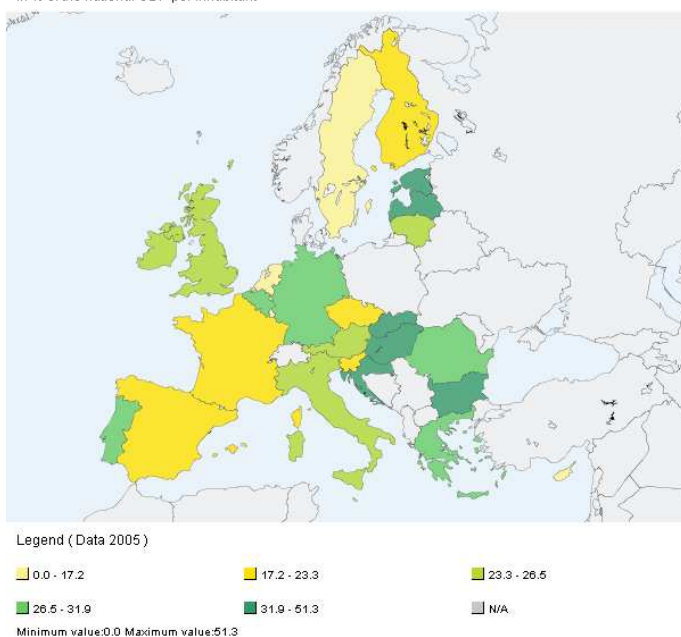 Legend ( Data 2005 )
0.0 - 17.2
17.2 - 23.3
23.3 - 26.5
26.5 - 31.9
31.9 - 51.3
N/A
Minimum value:0.0 Maximum value:51.3